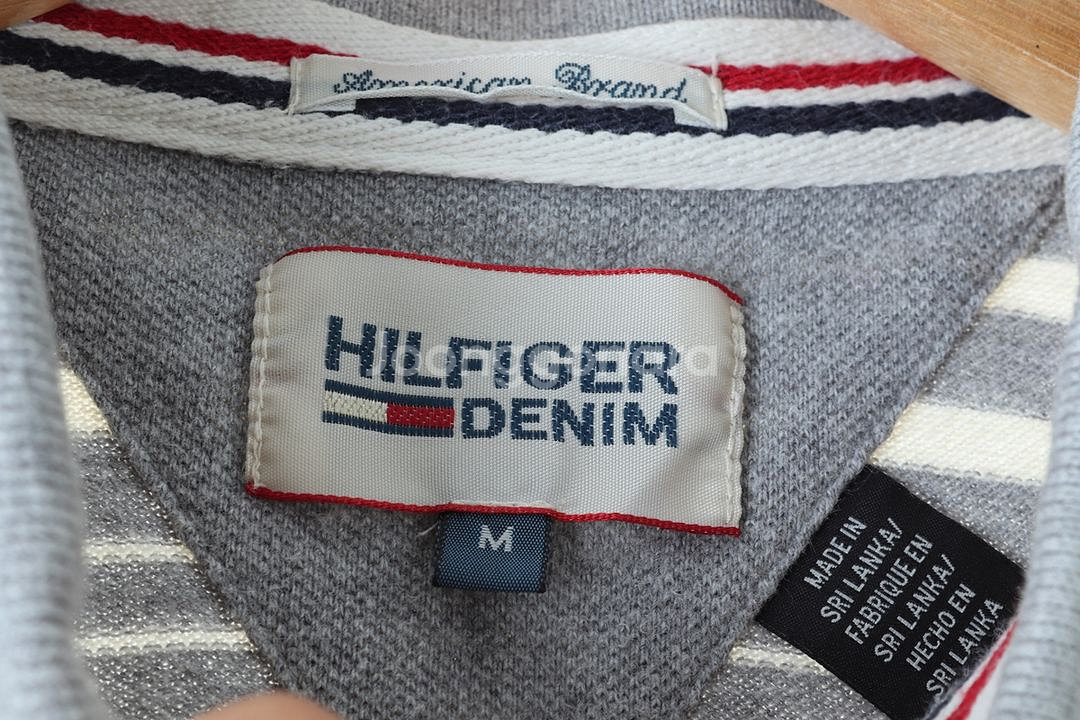 American Brand
HILFIGER
DENIM
M
MADE IN
SRI LANKA/
FABRIQUE EN
SRI LANKA/
HECHO EN
SRI LANKA